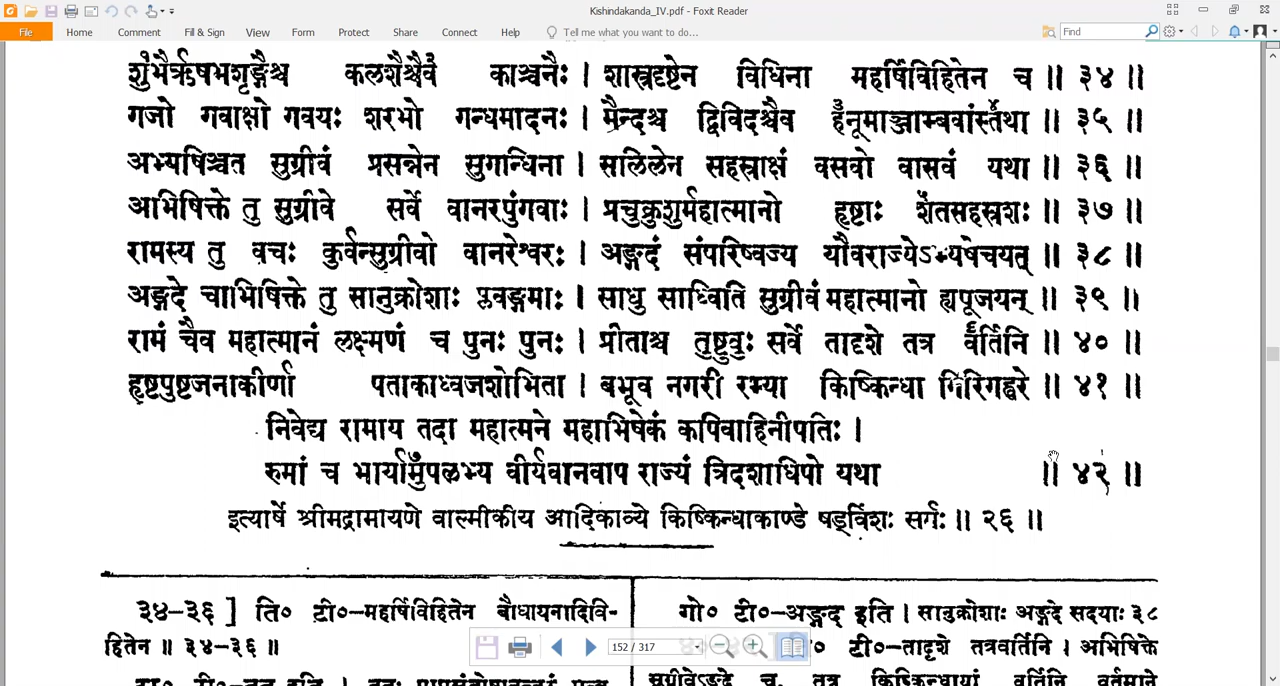 Kishindakanda_IV.pdf - Foxit Reader
File Home Comment Fill & Sign View Form Protect Share Connect Help Tell me what you want to do... Find
शुभैर्ऋषभशृङ्गैश्च कलशैश्चैव काञ्चनैः । शास्त्रदृष्टेन विधिना महर्षिविहितेन च ॥ ३४ ॥
गजो गवाक्षो गवयः शरभो गन्धमादनः । मैन्दश्च द्विविदश्चैव हनूमाञ्जाम्बवांस्तथा ॥ ३५ ॥
अभ्यषिञ्चत सुग्रीवं प्रसन्नेन सुगन्धिना । सलिलेन सहस्राक्षं वसवो वासवं यथा ॥ ३६ ॥
अभिषिक्ते तु सुग्रीवे सर्वे वानरपुंगवाः । प्रचुक्रुशुर्महात्मानो हृष्टाः शतसहस्रशः ॥ ३७ ॥
रामस्य तु वचः कुर्वन्सुग्रीवो वानरेश्वरः । अङ्गदं संपरिष्वज्य यौवराज्येऽभ्यषेचयत् ॥ ३८ ॥
अङ्गदे चाभिषिक्ते तु सानुक्रोशाः प्लवङ्गमाः । साधु साध्विति सुग्रीवं महात्मानो ह्यपूजयन् ॥ ३९ ॥
रामं चैव महात्मानं लक्ष्मणं च पुनः पुनः । प्रीताश्च तुष्टुवुः सर्वे तादृशे तत्र वर्तिनि ॥ ४० ॥
हृष्टपुष्टजनाकीर्णा पताकाध्वजशोभिता । बभूव नगरी रम्या किष्किन्धा गिरिगह्वरे ॥ ४१ ॥
निवेद्य रामाय तदा महात्मने महाभिषेकं कपिवाहिनीपतिः ।
रुमां च भार्यामुपलभ्य वीर्यवानवाप राज्यं त्रिदशाधिपो यथा ॥ ४२ ॥
इत्यार्षे श्रीमद्रामायणे वाल्मीकीय आदिकाव्ये किष्किन्धाकाण्डे षड्विंशः सर्गः ॥ २६ ॥
३४-३६ ] ति० टी०-महर्षिविहितेन बौधायनादिवि-
हितेन ॥ ३४-३६ ॥
गो० टी०-अङ्गद इति । सानुक्रोशाः अङ्गदे सदयाः ३८
टी०-तादृशे तत्रवर्तिनि । अभिषिक्ते
152 / 317